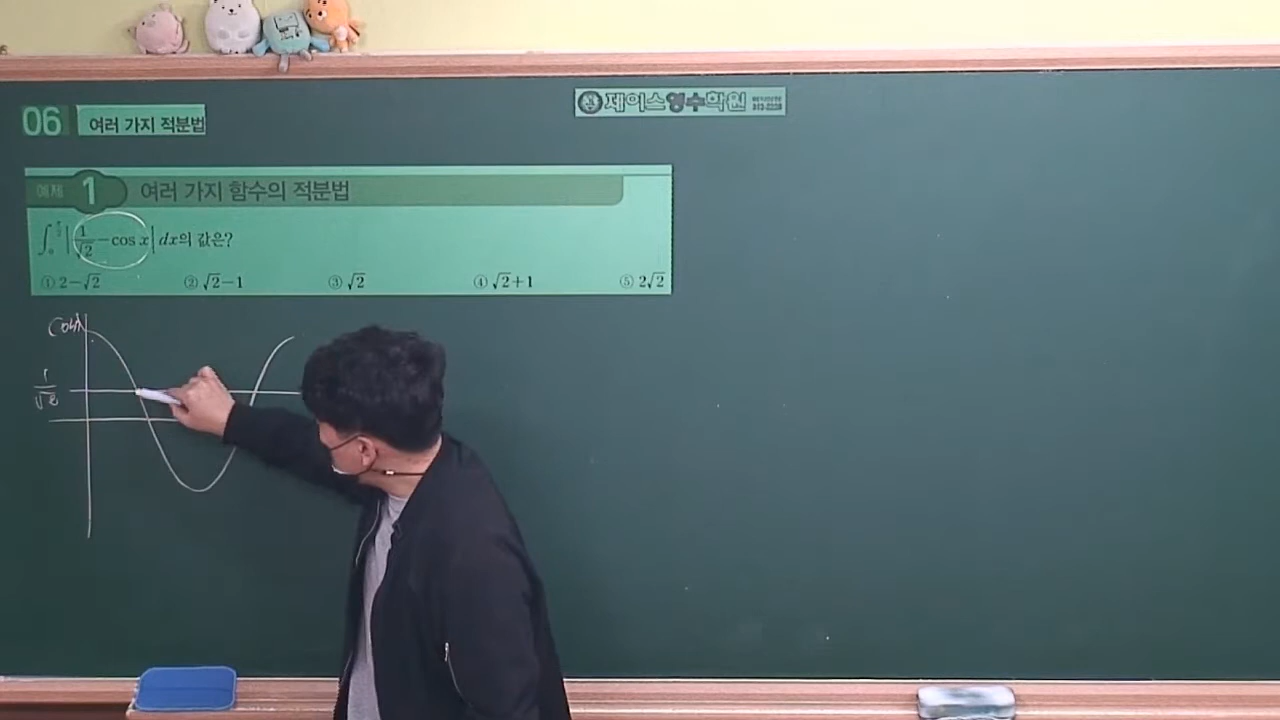 06 여러 가지 적분법
제이스영수학원
예제 1 여러 가지 함수의 적분법
∫₀^{π/2} | 1/√2 − cos x | dx의 값은?
① 2−√2 ② √2−1 ③ √2 ④ √2+1 ⑤ 2√2
cosx
1/√2